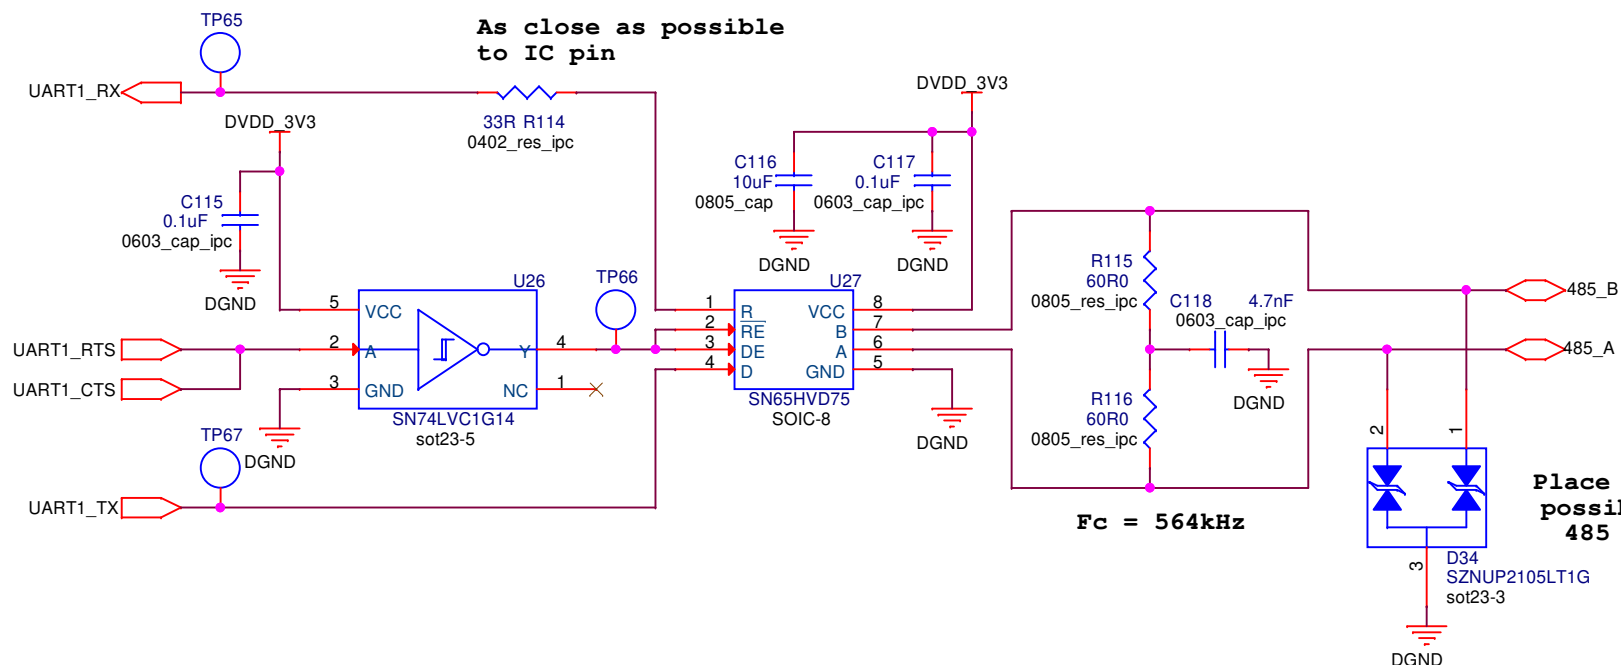 TP65
As close as possible
to IC pin
UART1_RX
DVDD_3V3
33R R114
0402_res_ipc
DVDD_3V3
C115
0.1uF
0603_cap_ipc
DGND
C116
10uF
0805_cap
DGND
C117
0.1uF
0603_cap_ipc
DGND
U26
5 VCC
2 A
3 GND
Y 4
NC 1
SN74LVC1G14
sot23-5
UART1_RTS
UART1_CTS
DGND
TP66
U27
1 R
2 RE
3 DE
4 D
VCC 8
B 7
A 6
GND 5
SN65HVD75
SOIC-8
DGND
R115
60R0
0805_res_ipc
C118 4.7nF
0603_cap_ipc
DGND
R116
60R0
0805_res_ipc
485_B
485_A
TP67
UART1_TX
Fc = 564kHz
2
1
3
D34
SZNUP2105LT1G
sot23-3
DGND
Place
possil
485